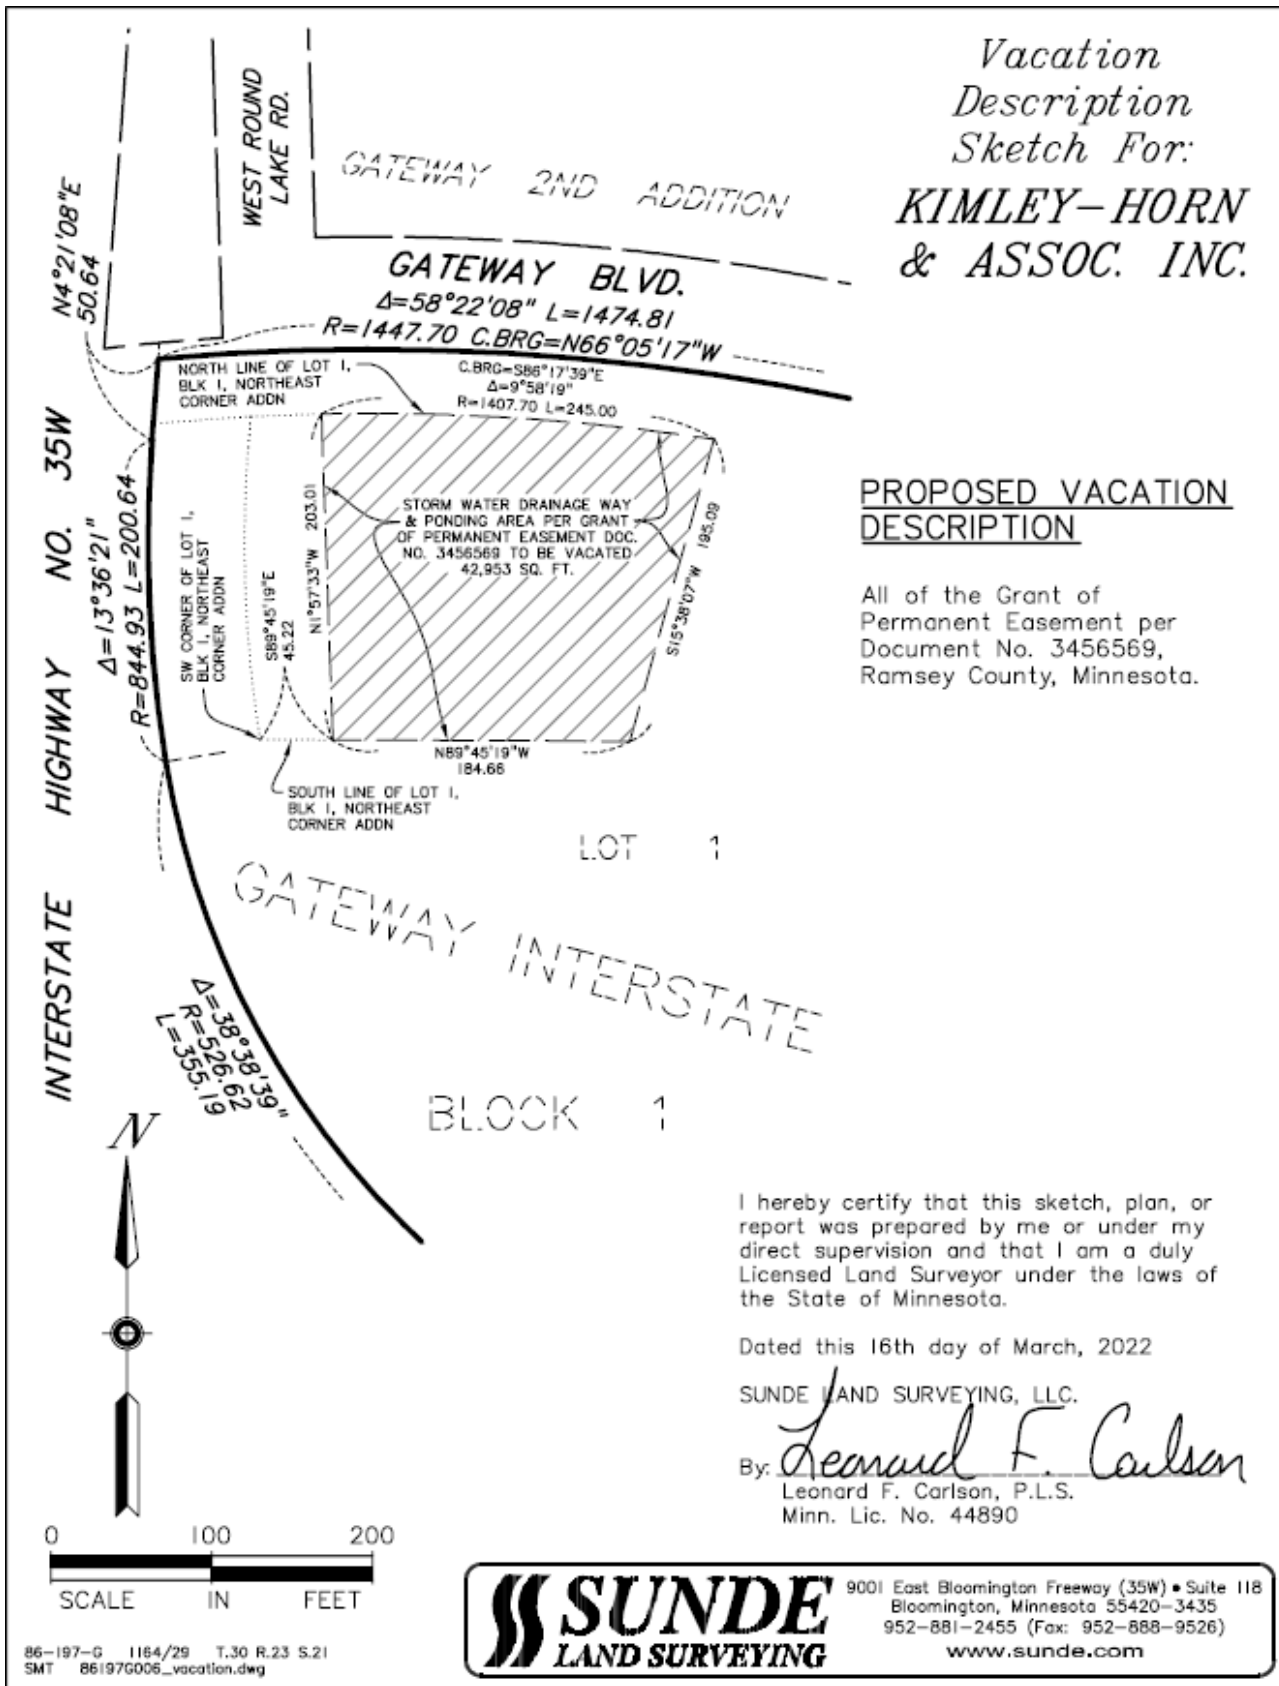 Vacation
Description
Sketch For:
KIMLEY-HORN
& ASSOC. INC.
WEST ROUND
LAKE RD.
GATEWAY 2ND ADDITION
N4°21'08"E
50.64
GATEWAY BLVD.
Δ=58°22'08" L=1474.81
R=1447.70 C.BRG=N66°05'17"W
NORTH LINE OF LOT 1,
BLK 1, NORTHEAST
CORNER ADDN
C.BRG=S86°17'39"E
Δ=9°58'19"
R=1407.70 L=245.00
INTERSTATE HIGHWAY NO. 35W
Δ=13°36'21"
R=844.93 L=200.64
SW CORNER OF LOT 1,
BLK 1, NORTHEAST
CORNER ADDN
S89°45'19"E
45.22
N1°57'33"W 203.01
STORM WATER DRAINAGE WAY
& PONDING AREA PER GRANT
OF PERMANENT EASEMENT DOC.
NO. 3456569 TO BE VACATED
42,953 SQ. FT.
S15°38'07"W 195.09
N89°45'19"W
184.66
SOUTH LINE OF LOT 1,
BLK 1, NORTHEAST
CORNER ADDN
PROPOSED VACATION
DESCRIPTION
All of the Grant of
Permanent Easement per
Document No. 3456569,
Ramsey County, Minnesota.
LOT 1
GATEWAY INTERSTATE
BLOCK 1
Δ=38°38'39"
R=526.62
L=355.19
N
I hereby certify that this sketch, plan, or
report was prepared by me or under my
direct supervision and that I am a duly
Licensed Land Surveyor under the laws of
the State of Minnesota.
Dated this 16th day of March, 2022
SUNDE LAND SURVEYING, LLC.
By: Leonard F. Carlson
Leonard F. Carlson, P.L.S.
Minn. Lic. No. 44890
0 100 200
SCALE IN FEET
86-197-G 1164/29 T.30 R.23 S.21
SMT 86197G006_vacation.dwg
SUNDE
LAND SURVEYING
9001 East Bloomington Freeway (35W) • Suite 118
Bloomington, Minnesota 55420-3435
952-881-2455 (Fax: 952-888-9526)
www.sunde.com